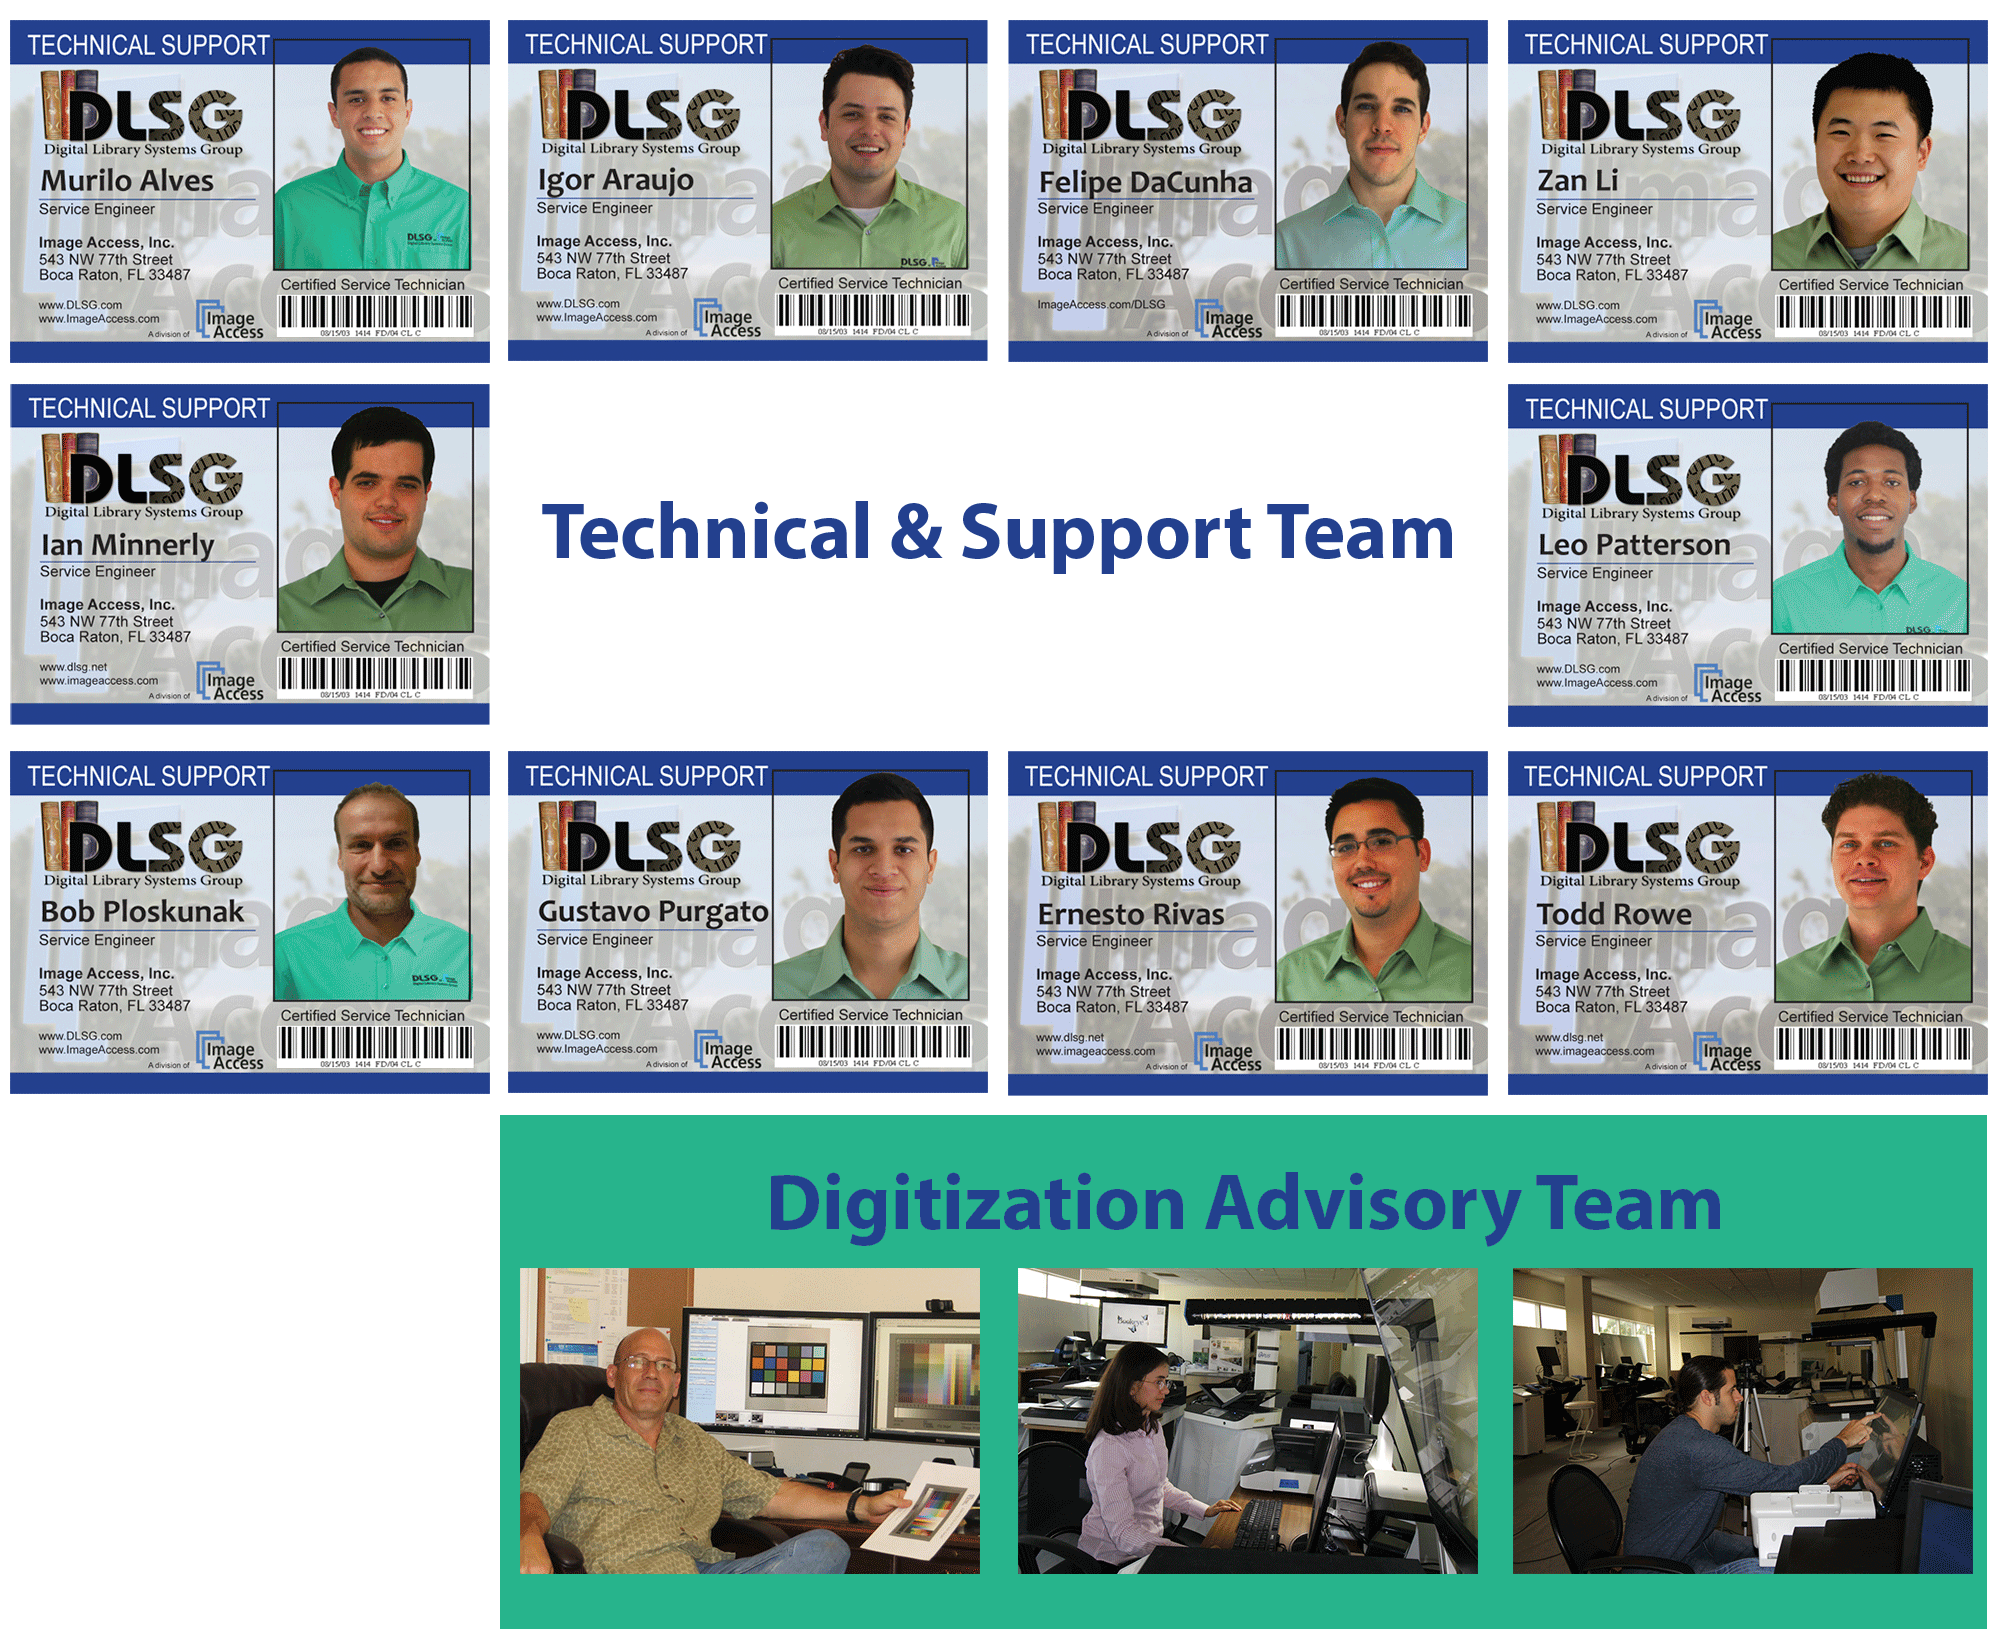 TECHNICAL SUPPORT
DLSG
Digital Library Systems Group
Murilo Alves
Service Engineer
Image Access, Inc.
543 NW 77th Street
Boca Raton, FL 33487
www.DLSG.com
www.ImageAccess.com
A division of
Image
Access
DLSG
Certified Service Technician
08/15/03 1414 FD/04 CL C
TECHNICAL SUPPORT
DLSG
Digital Library Systems Group
Igor Araujo
Service Engineer
Image Access, Inc.
543 NW 77th Street
Boca Raton, FL 33487
www.DLSG.com
www.ImageAccess.com
A division of
Image
Access
DLSG
Certified Service Technician
08/15/03 1414 FD/04 CL C
TECHNICAL SUPPORT
DLSG
Digital Library Systems Group
Felipe DaCunha
Service Engineer
Image Access, Inc.
543 NW 77th Street
Boca Raton, FL 33487
ImageAccess.com/DLSG
A division of
Image
Access
Certified Service Technician
08/15/03 1414 FD/04 CL C
TECHNICAL SUPPORT
DLSG
Digital Library Systems Group
Zan Li
Service Engineer
Image Access, Inc.
543 NW 77th Street
Boca Raton, FL 33487
www.DLSG.com
www.ImageAccess.com
A division of
Image
Access
Certified Service Technician
08/15/03 1414 FD/04 CL C
TECHNICAL SUPPORT
DLSG
Digital Library Systems Group
Ian Minnerly
Service Engineer
Image Access, Inc.
543 NW 77th Street
Boca Raton, FL 33487
www.dlsg.net
www.imageaccess.com
A division of
Image
Access
Certified Service Technician
08/15/03 1414 FD/04 CL C
Technical & Support Team
TECHNICAL SUPPORT
DLSG
Digital Library Systems Group
Leo Patterson
Service Engineer
Image Access, Inc.
543 NW 77th Street
Boca Raton, FL 33487
www.DLSG.com
www.ImageAccess.com
A division of
Image
Access
DLSG
Certified Service Technician
08/15/03 1414 FD/04 CL C
TECHNICAL SUPPORT
DLSG
Digital Library Systems Group
Bob Ploskunak
Service Engineer
Image Access, Inc.
543 NW 77th Street
Boca Raton, FL 33487
www.DLSG.com
www.ImageAccess.com
A division of
Image
Access
DLSG
Certified Service Technician
08/15/03 1414 FD/04 CL C
TECHNICAL SUPPORT
DLSG
Digital Library Systems Group
Gustavo Purgato
Service Engineer
Image Access, Inc.
543 NW 77th Street
Boca Raton, FL 33487
www.DLSG.com
www.ImageAccess.com
A division of
Image
Access
Certified Service Technician
08/15/03 1414 FD/04 CL C
TECHNICAL SUPPORT
DLSG
Digital Library Systems Group
Ernesto Rivas
Service Engineer
Image Access, Inc.
543 NW 77th Street
Boca Raton, FL 33487
www.dlsg.net
www.imageaccess.com
A division of
Image
Access
Certified Service Technician
08/15/03 1414 FD/04 CL C
TECHNICAL SUPPORT
DLSG
Digital Library Systems Group
Todd Rowe
Service Engineer
Image Access, Inc.
543 NW 77th Street
Boca Raton, FL 33487
www.dlsg.net
www.imageaccess.com
A division of
Image
Access
Certified Service Technician
08/15/03 1414 FD/04 CL C
Digitization Advisory Team
Bookeye